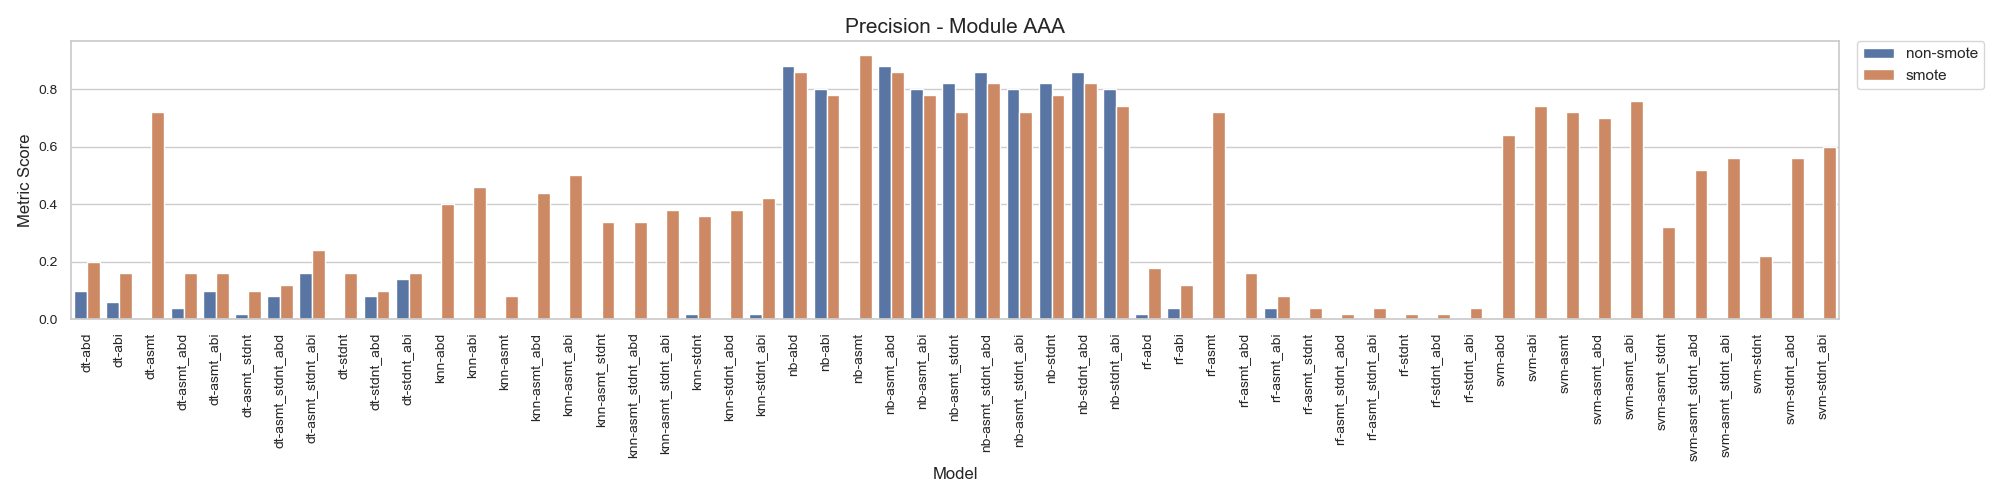 Precision - Module AAA
non-smote
smote
Metric Score
0.8
0.6
0.4
0.2
0.0
dt-abd
dt-abi
dt-asmt
dt-asmt_abd
dt-asmt_abi
dt-asmt_stdnt
dt-asmt_stdnt_abd
dt-asmt_stdnt_abi
dt-stdnt
dt-stdnt_abd
dt-stdnt_abi
knn-abd
knn-abi
knn-asmt
knn-asmt_abd
knn-asmt_abi
knn-asmt_stdnt
knn-asmt_stdnt_abd
knn-asmt_stdnt_abi
knn-stdnt
knn-stdnt_abd
knn-stdnt_abi
nb-abd
nb-abi
nb-asmt
nb-asmt_abd
nb-asmt_abi
nb-asmt_stdnt
nb-asmt_stdnt_abd
nb-asmt_stdnt_abi
nb-stdnt
nb-stdnt_abd
nb-stdnt_abi
rf-abd
rf-abi
rf-asmt
rf-asmt_abd
rf-asmt_abi
rf-asmt_stdnt
rf-asmt_stdnt_abd
rf-asmt_stdnt_abi
rf-stdnt
rf-stdnt_abd
rf-stdnt_abi
svm-abd
svm-abi
svm-asmt
svm-asmt_abd
svm-asmt_abi
svm-asmt_stdnt
svm-asmt_stdnt_abd
svm-asmt_stdnt_abi
svm-stdnt
svm-stdnt_abd
svm-stdnt_abi
Model